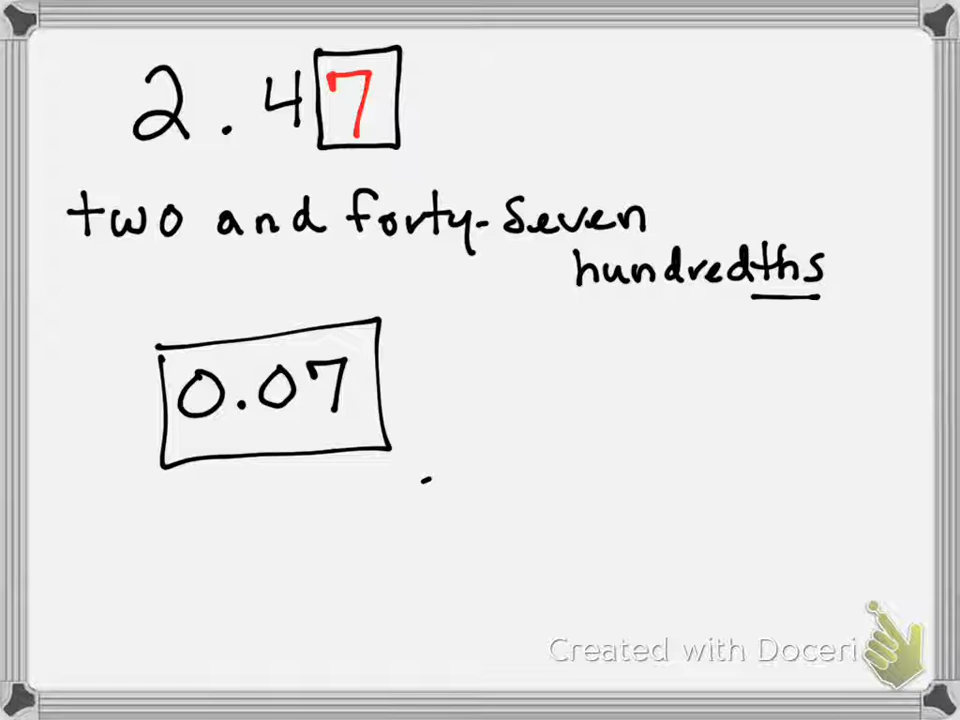 2.47
two and forty-seven
hundredths
0.07
Created with Doceri